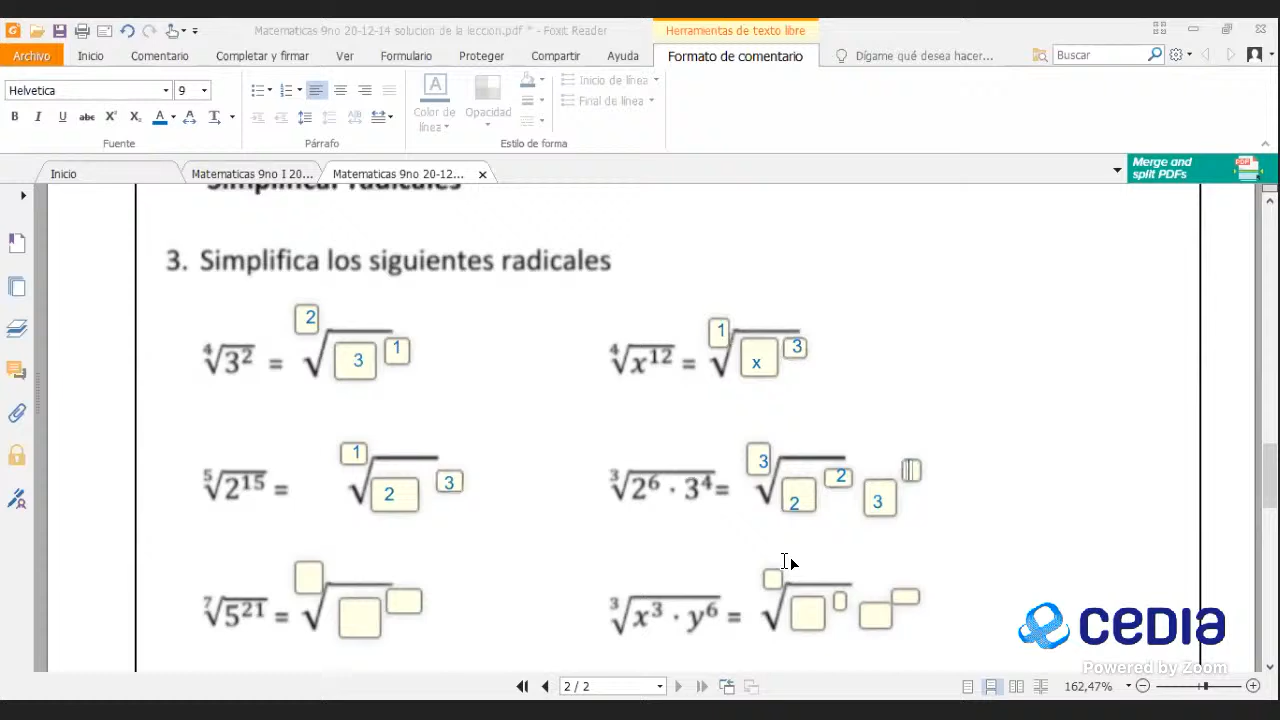 Matematicas 9no 20-12-14 solucion de la leccion.pdf * - Foxit Reader
Herramientas de texto libre
Archivo Inicio Comentario Completar y firmar Ver Formulario Proteger Compartir Ayuda Formato de comentario Dígame qué desea hacer... Buscar
Helvetica 9
Color de línea
Opacidad
Inicio de línea
Final de línea
Fuente Párrafo Estilo de forma
Inicio Matematicas 9no I 20... Matematicas 9no 20-12...
Merge and split PDFs
Simplificar radicales
3. Simplifica los siguientes radicales
⁴√3² = ²√3¹
⁴√x¹² = ¹√x³
⁵√2¹⁵ = ¹√2³
³√2⁶ · 3⁴ = ³√2² 3
⁷√5²¹ = √
³√x³ · y⁶ = √
cedia
Powered by Zoom
2 / 2 162,47%